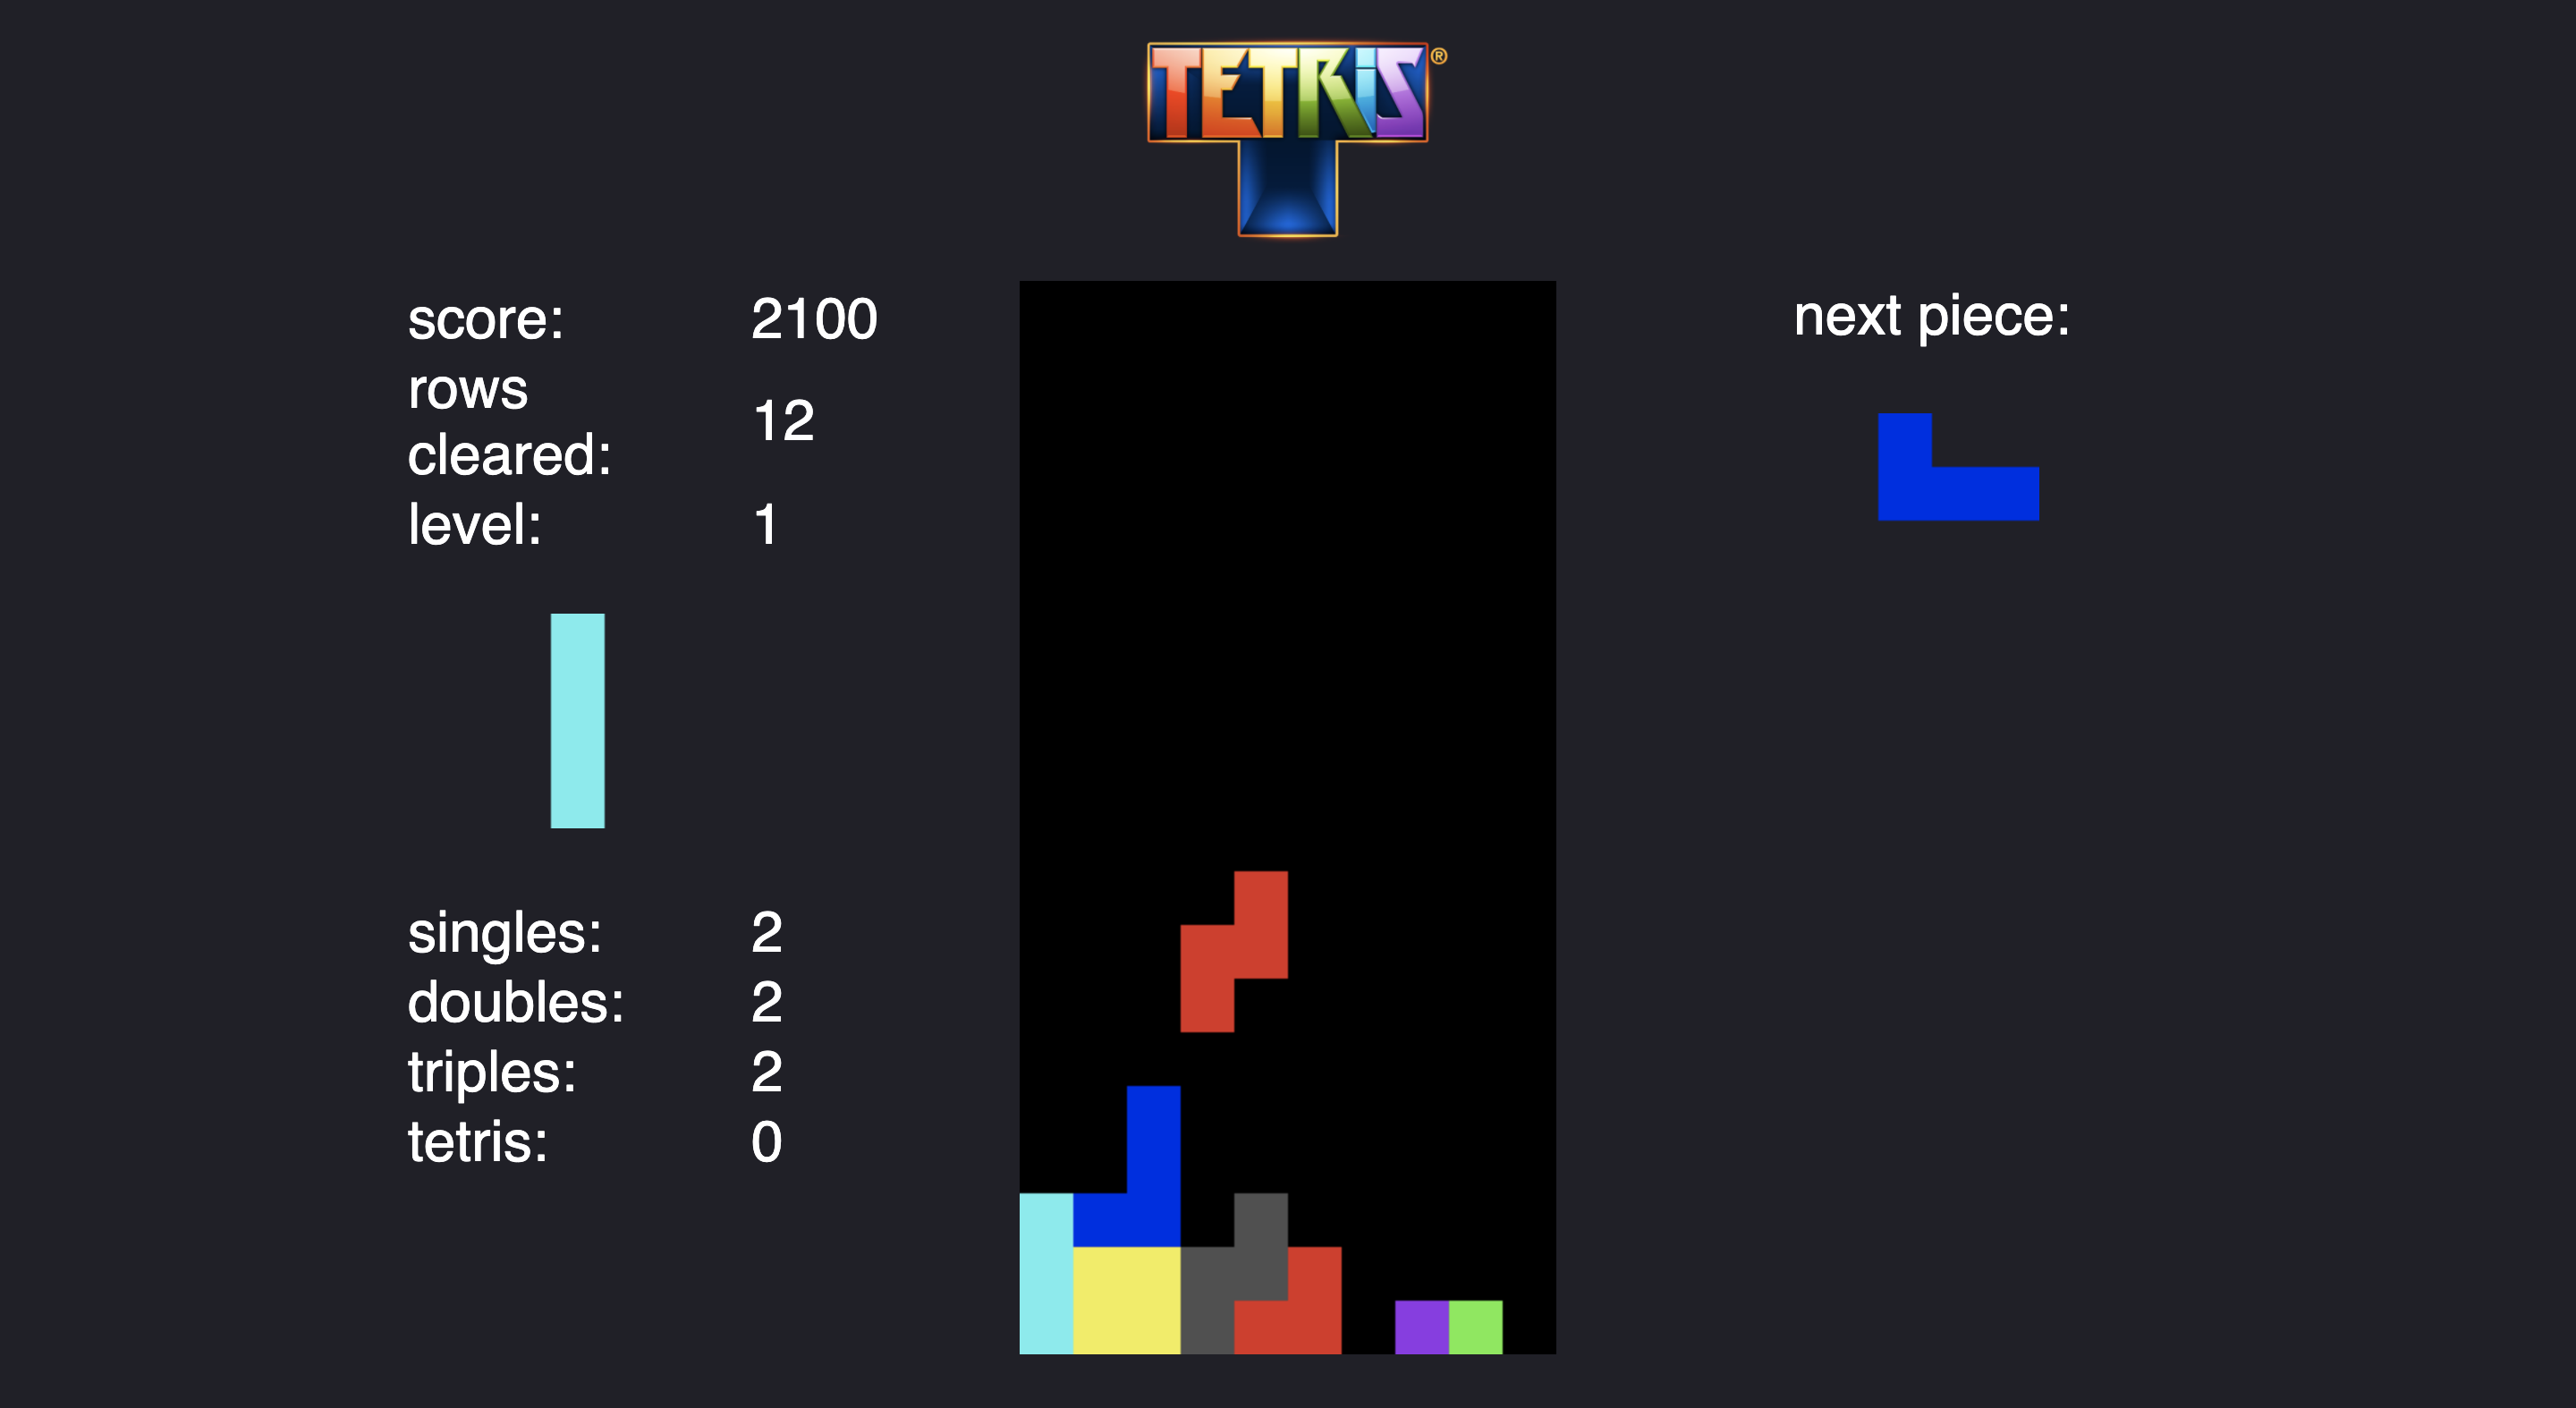 TETRIS®
score: 2100
rows
cleared: 12
level: 1
singles: 2
doubles: 2
triples: 2
tetris: 0
next piece: